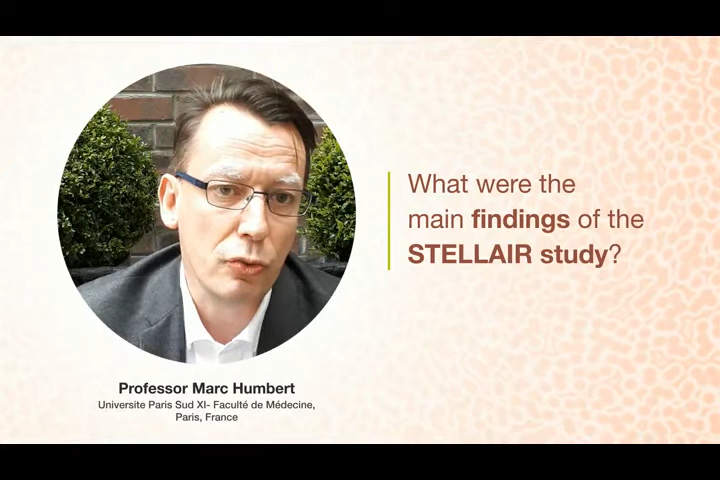 What were the
main findings of the
STELLAIR study?
Professor Marc Humbert
Universite Paris Sud XI- Faculté de Médecine,
Paris, France